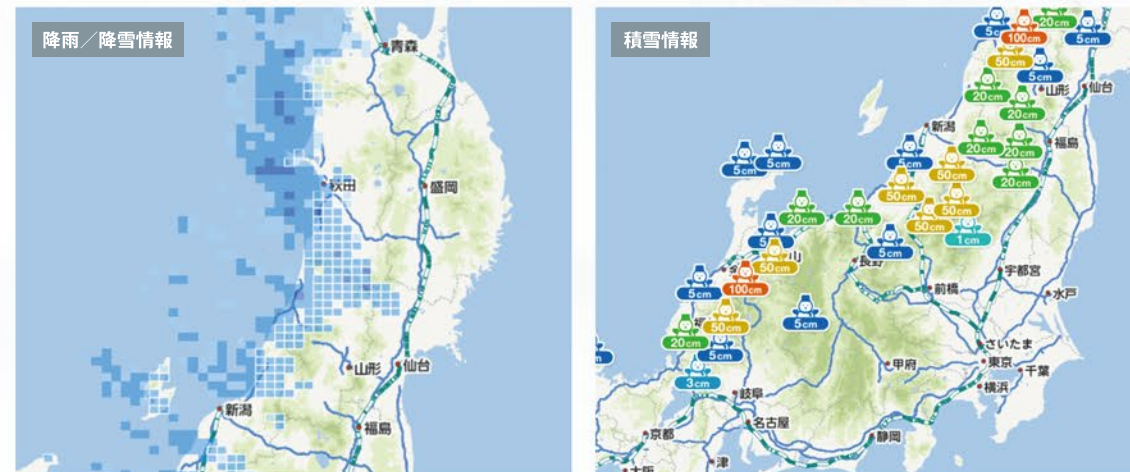 降雨／降雪情報
青森
秋田
盛岡
山形
仙台
新潟
福島
積雪情報
5cm
100cm
20cm
5cm
50cm
5cm
20cm
山形
仙台
20cm
新潟
20cm
20cm
福島
5cm
5cm
5cm
50cm
20cm
50cm
50cm
20cm
20cm
50cm
1cm
5cm
50cm
長野
宇都宮
5cm
100cm
前橋
水戸
50cm
5cm
20cm
5cm
さいたま
東京
千葉
甲府
3cm
横浜
岐阜
名古屋
京都
静岡
津
大阪